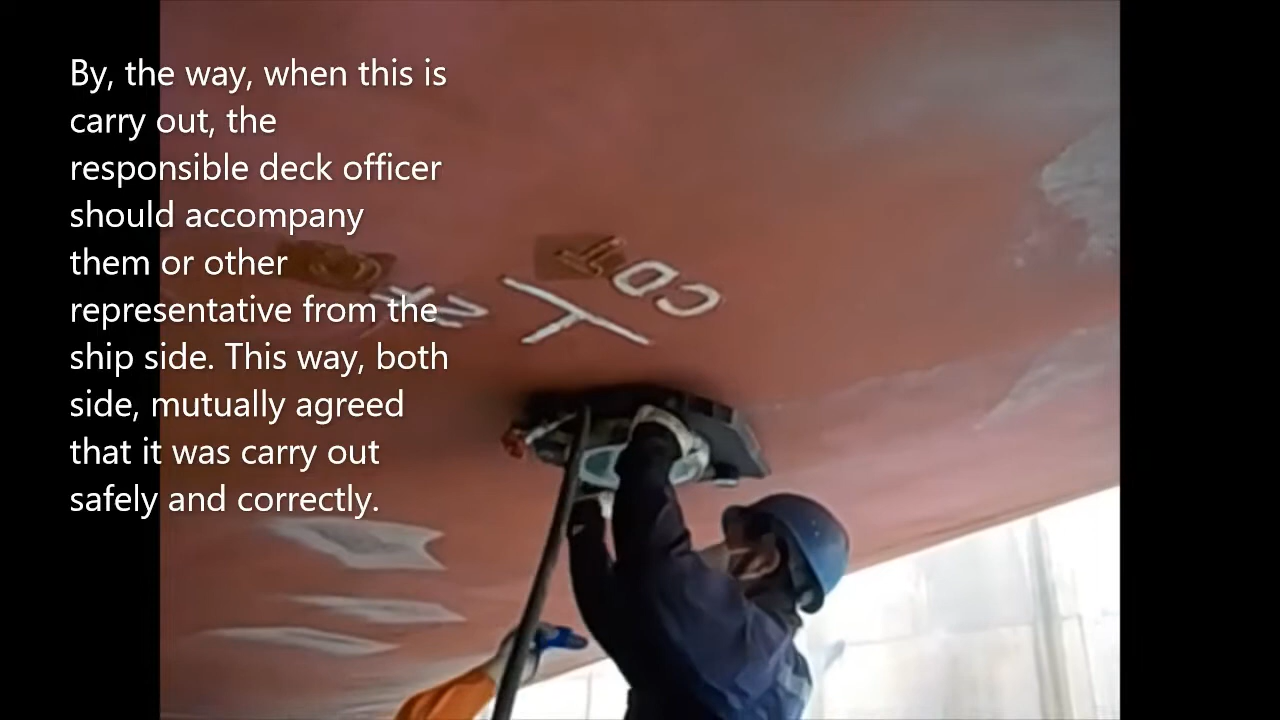 By, the way, when this is
carry out, the
responsible deck officer
should accompany
them or other
representative from the
ship side. This way, both
side, mutually agreed
that it was carry out
safely and correctly.
CDT